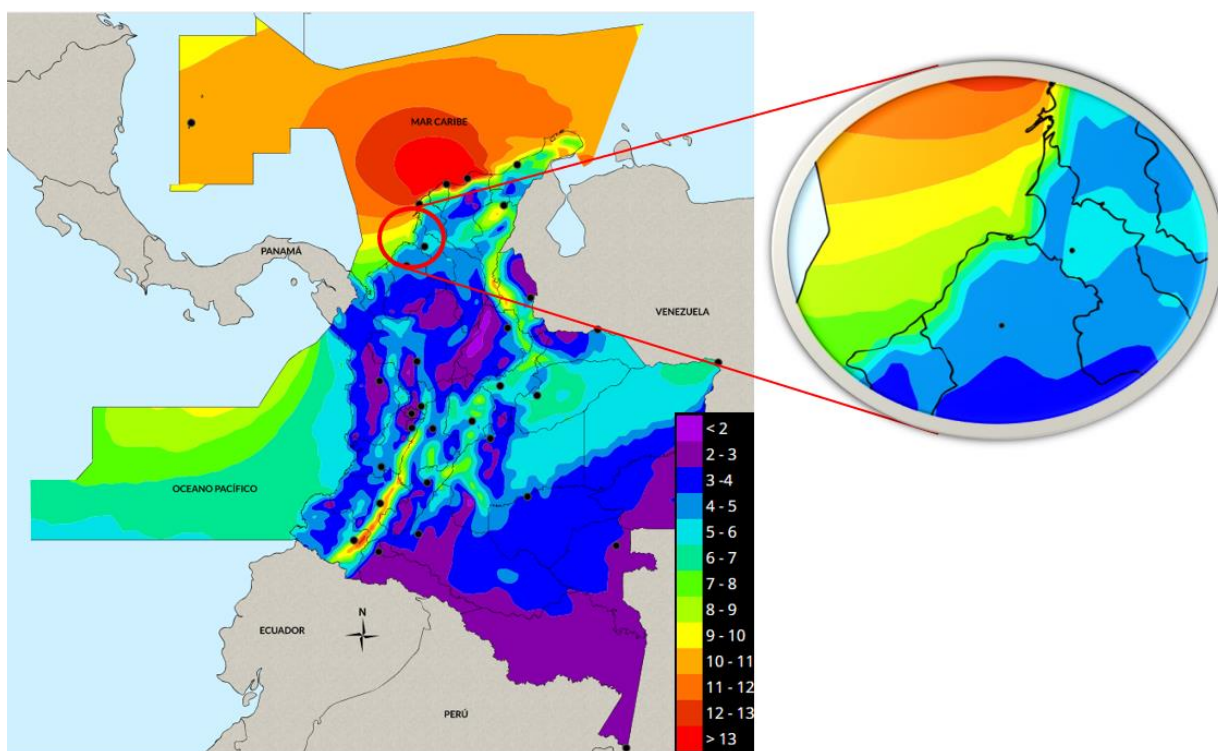 MAR CARIBE
PANAMÁ
VENEZUELA
OCEANO PACÍFICO
N
ECUADOR
PERÚ
< 2
2 - 3
3 -4
4 - 5
5 - 6
6 - 7
7 - 8
8 - 9
9 - 10
10 - 11
11 - 12
12 - 13
> 13